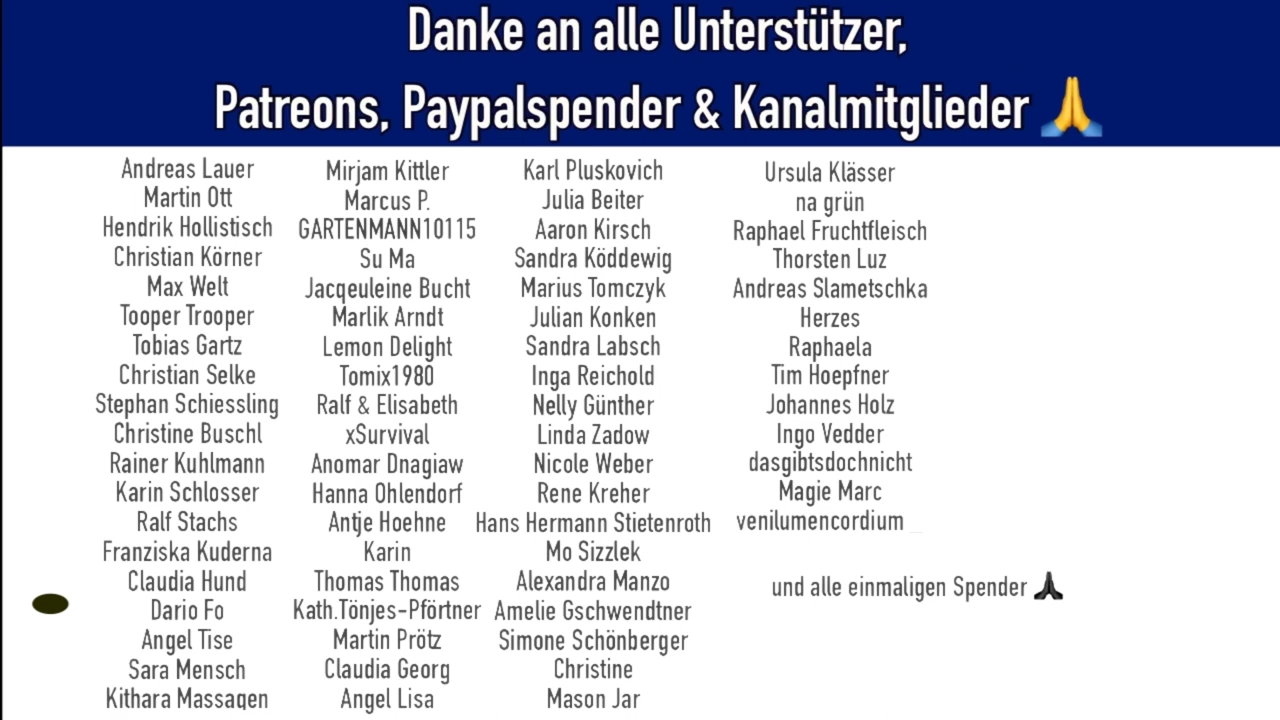 Danke an alle Unterstützer,
Patreons, Paypalspender & Kanalmitglieder 🙏
Andreas Lauer
Martin Ott
Hendrik Hollistisch
Christian Körner
Max Welt
Tooper Trooper
Tobias Gartz
Christian Selke
Stephan Schiessling
Christine Buschl
Rainer Kuhlmann
Karin Schlosser
Ralf Stachs
Franziska Kuderna
Claudia Hund
Dario Fo
Angel Tise
Sara Mensch
Kithara Massagen
Mirjam Kittler
Marcus P.
GARTENMANN10115
Su Ma
Jacqeuleine Bucht
Marlik Arndt
Lemon Delight
Tomix1980
Ralf & Elisabeth
xSurvival
Anomar Dnagiaw
Hanna Ohlendorf
Antje Hoehne
Karin
Thomas Thomas
Kath.Tönjes-Pförtner
Martin Prötz
Claudia Georg
Angel Lisa
Karl Pluskovich
Julia Beiter
Aaron Kirsch
Sandra Köddewig
Marius Tomczyk
Julian Konken
Sandra Labsch
Inga Reichold
Nelly Günther
Linda Zadow
Nicole Weber
Rene Kreher
Hans Hermann Stietenroth
Mo Sizzlek
Alexandra Manzo
Amelie Gschwendtner
Simone Schönberger
Christine
Mason Jar
Ursula Klässer
na grün
Raphael Fruchtfleisch
Thorsten Luz
Andreas Slametschka
Herzes
Raphaela
Tim Hoepfner
Johannes Holz
Ingo Vedder
dasgibtsdochnicht
Magie Marc
venilumencordium
und alle einmaligen Spender 🙏